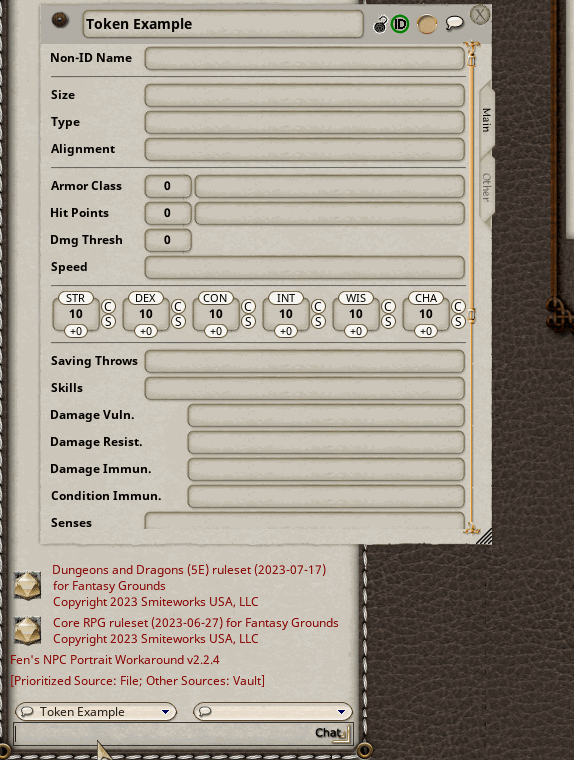 Token Example
ID
Non-ID Name
Size
Type
Alignment
Armor Class 0
Hit Points 0
Dmg Thresh 0
Speed
Main
Other
STR DEX CON INT WIS CHA
10 C 10 C 10 C 10 C 10 C 10 C
+0 S +0 S +0 S +0 S +0 S +0 S
Saving Throws
Skills
Damage Vuln.
Damage Resist.
Damage Immun.
Condition Immun.
Senses
Dungeons and Dragons (5E) ruleset (2023-07-17)
for Fantasy Grounds
Copyright 2023 Smiteworks USA, LLC
Core RPG ruleset (2023-06-27) for Fantasy Grounds
Copyright 2023 Smiteworks USA, LLC
Fen's NPC Portrait Workaround v2.2.4
[Prioritized Source: File; Other Sources: Vault]
Token Example
Chat